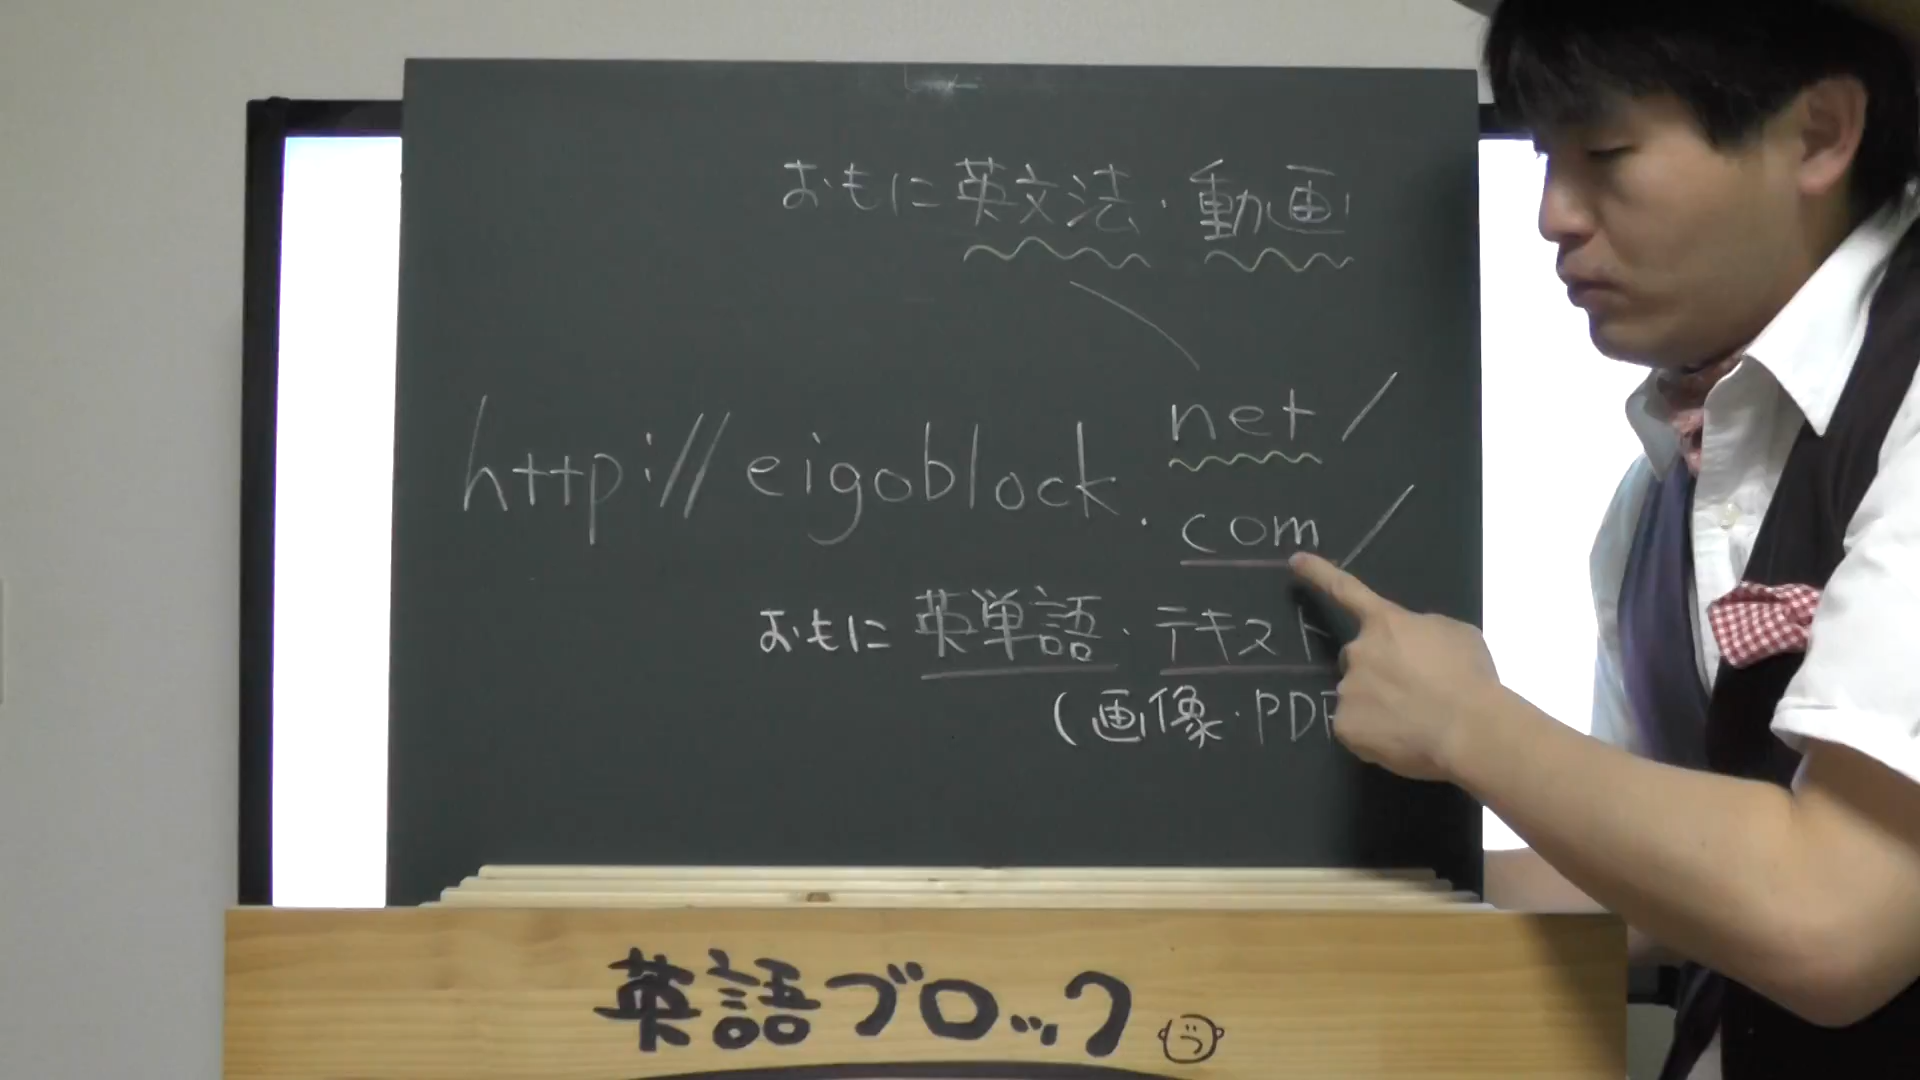 おもに英文法・動画
http://eigoblock.net/
com/
おもに英単語・テキスト
(画像・PDF
英語ブロック